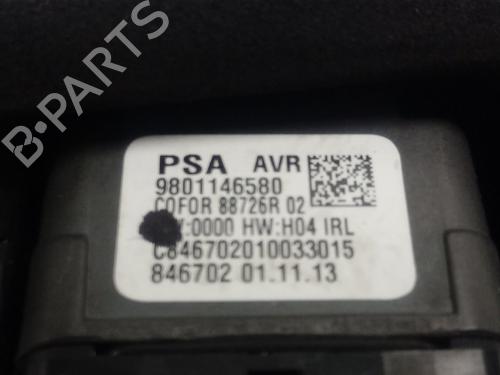 PSA AVR
9801146580
COFOR 88726R 02
:0000 HW:H04 IRL
C846702010033015
846702 01.11.13
B-PARTS